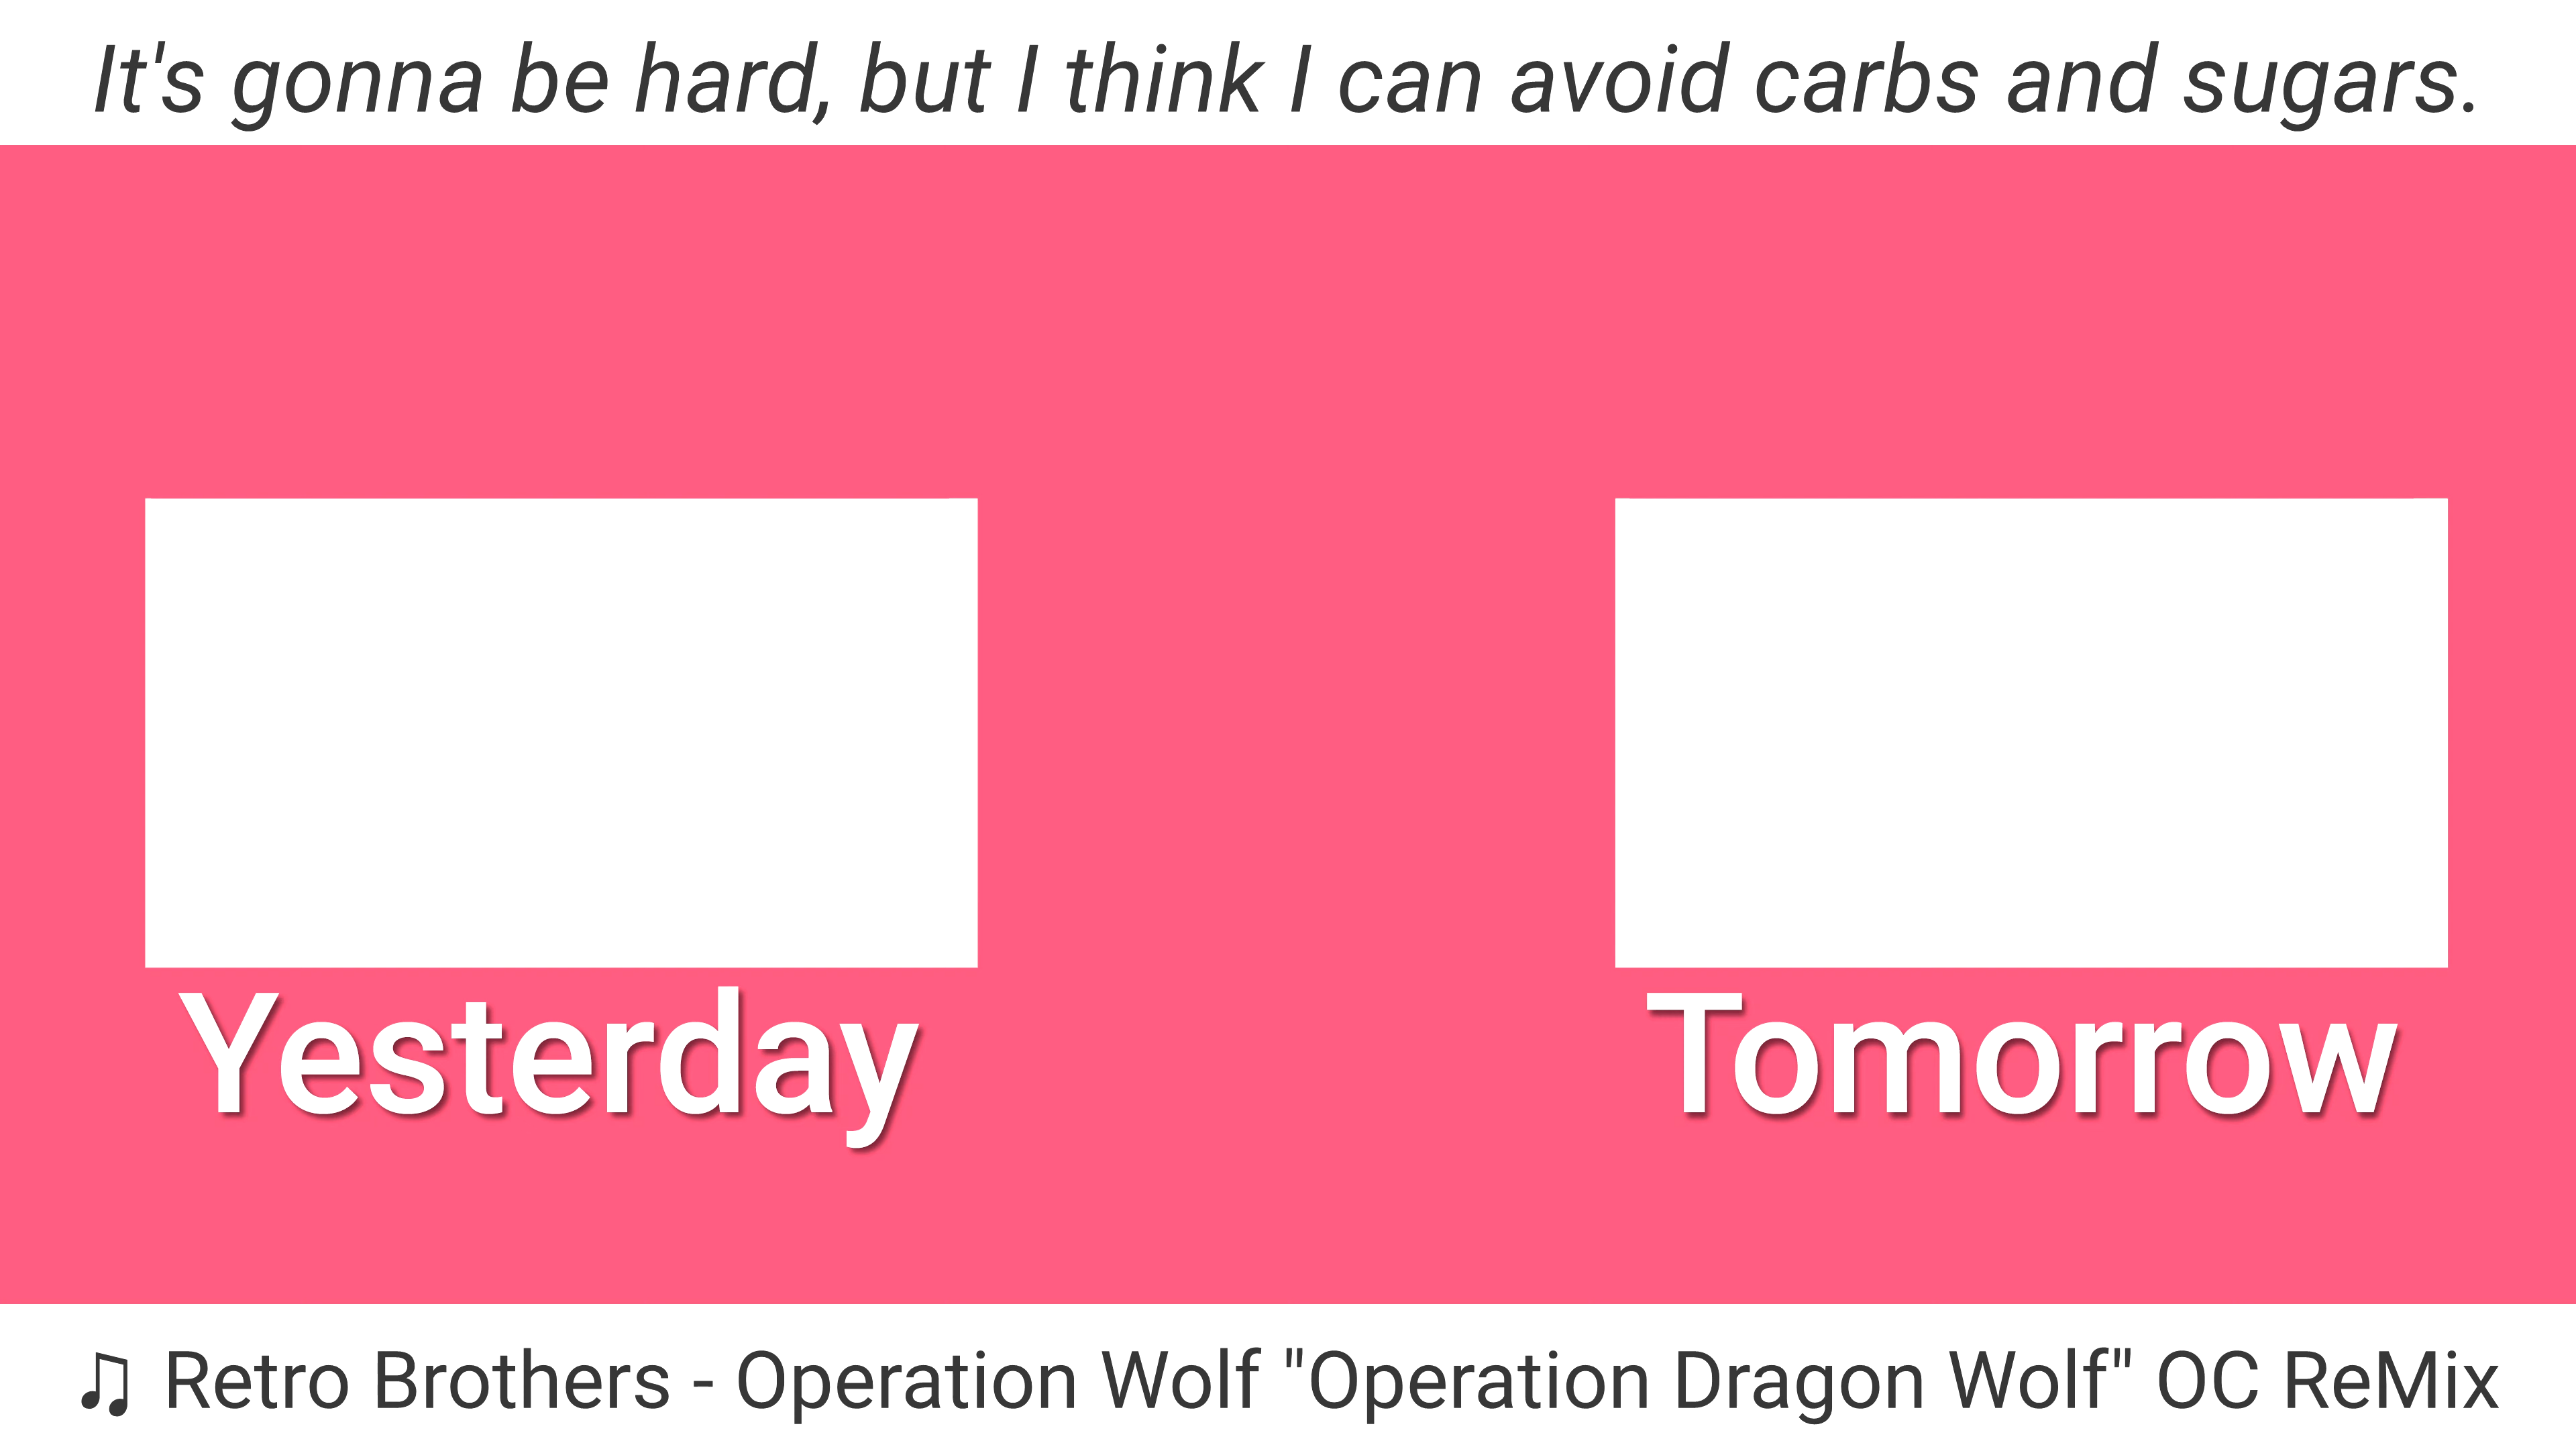 It's gonna be hard, but I think I can avoid carbs and sugars.
Yesterday
Tomorrow
♫ Retro Brothers - Operation Wolf "Operation Dragon Wolf" OC ReMix